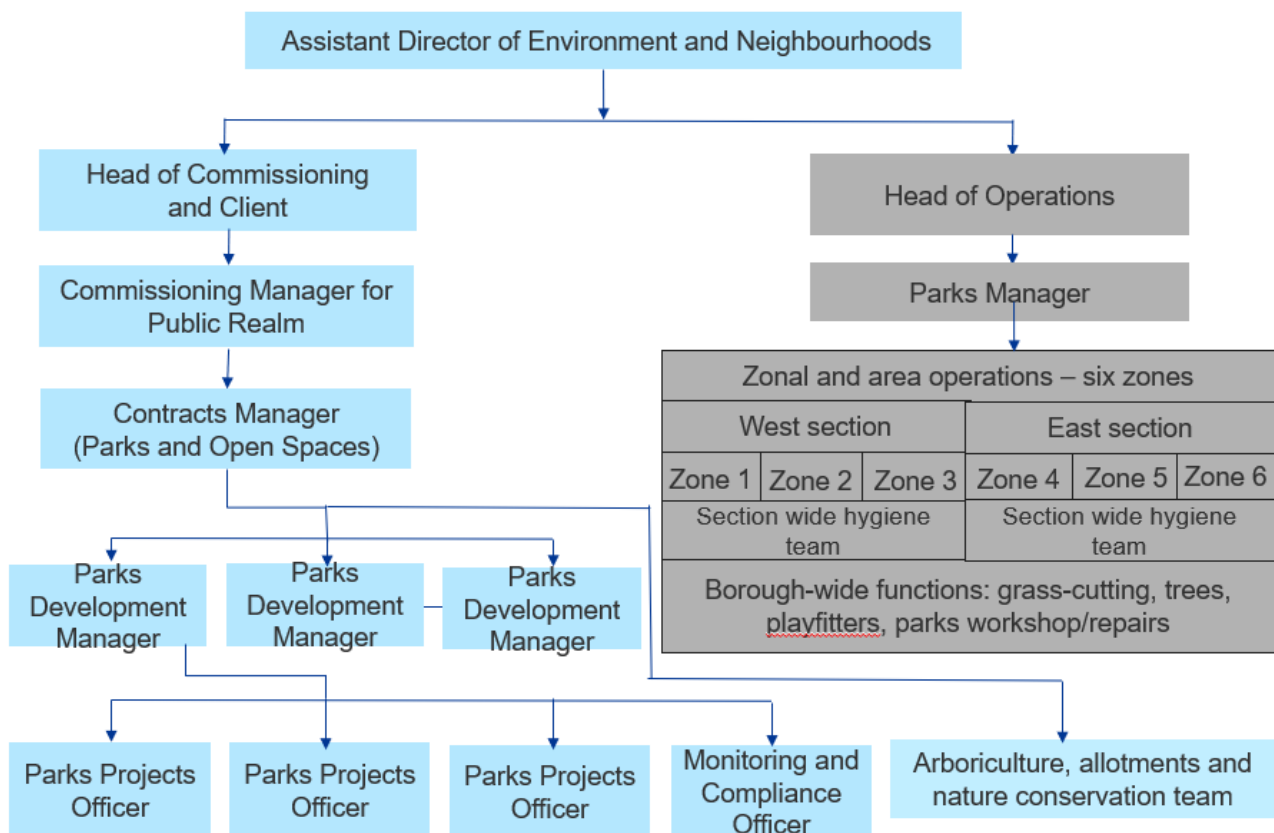 Assistant Director of Environment and Neighbourhoods
Head of Commissioning
and Client
Head of Operations
Commissioning Manager for
Public Realm
Parks Manager
Contracts Manager
(Parks and Open Spaces)
Zonal and area operations – six zones
West section
East section
Zone 1
Zone 2
Zone 3
Zone 4
Zone 5
Zone 6
Section wide hygiene
team
Section wide hygiene
team
Borough-wide functions: grass-cutting, trees,
playfitters, parks workshop/repairs
Parks
Development
Manager
Parks
Development
Manager
Parks
Development
Manager
Parks Projects
Officer
Parks Projects
Officer
Parks Projects
Officer
Monitoring and
Compliance
Officer
Arboriculture, allotments and
nature conservation team